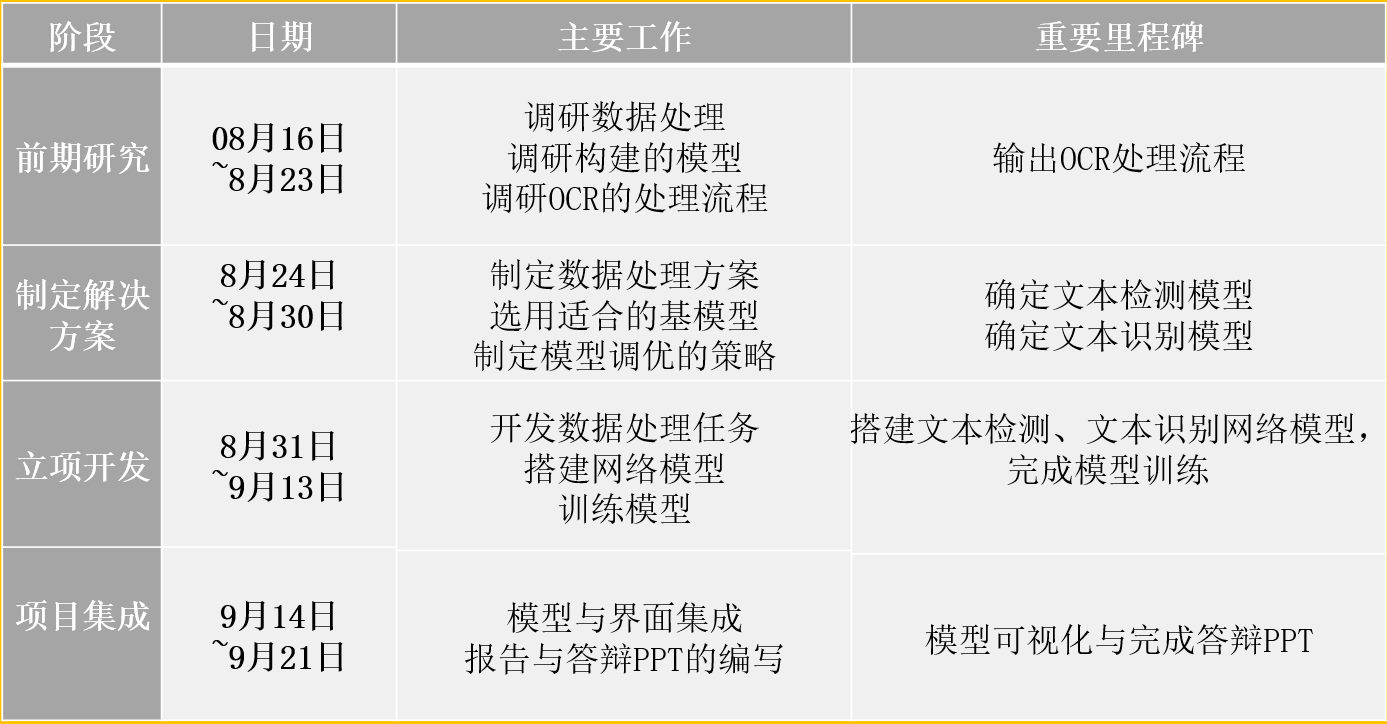 阶段 日期 主要工作 重要里程碑
前期研究
08月16日
~8月23日
调研数据处理
调研构建的模型
调研OCR的处理流程
输出OCR处理流程
制定解决
方案
8月24日
~8月30日
制定数据处理方案
选用适合的基模型
制定模型调优的策略
确定文本检测模型
确定文本识别模型
立项开发
8月31日
~9月13日
开发数据处理任务
搭建网络模型
训练模型
搭建文本检测、文本识别网络模型，
完成模型训练
项目集成
9月14日
~9月21日
模型与界面集成
报告与答辩PPT的编写
模型可视化与完成答辩PPT